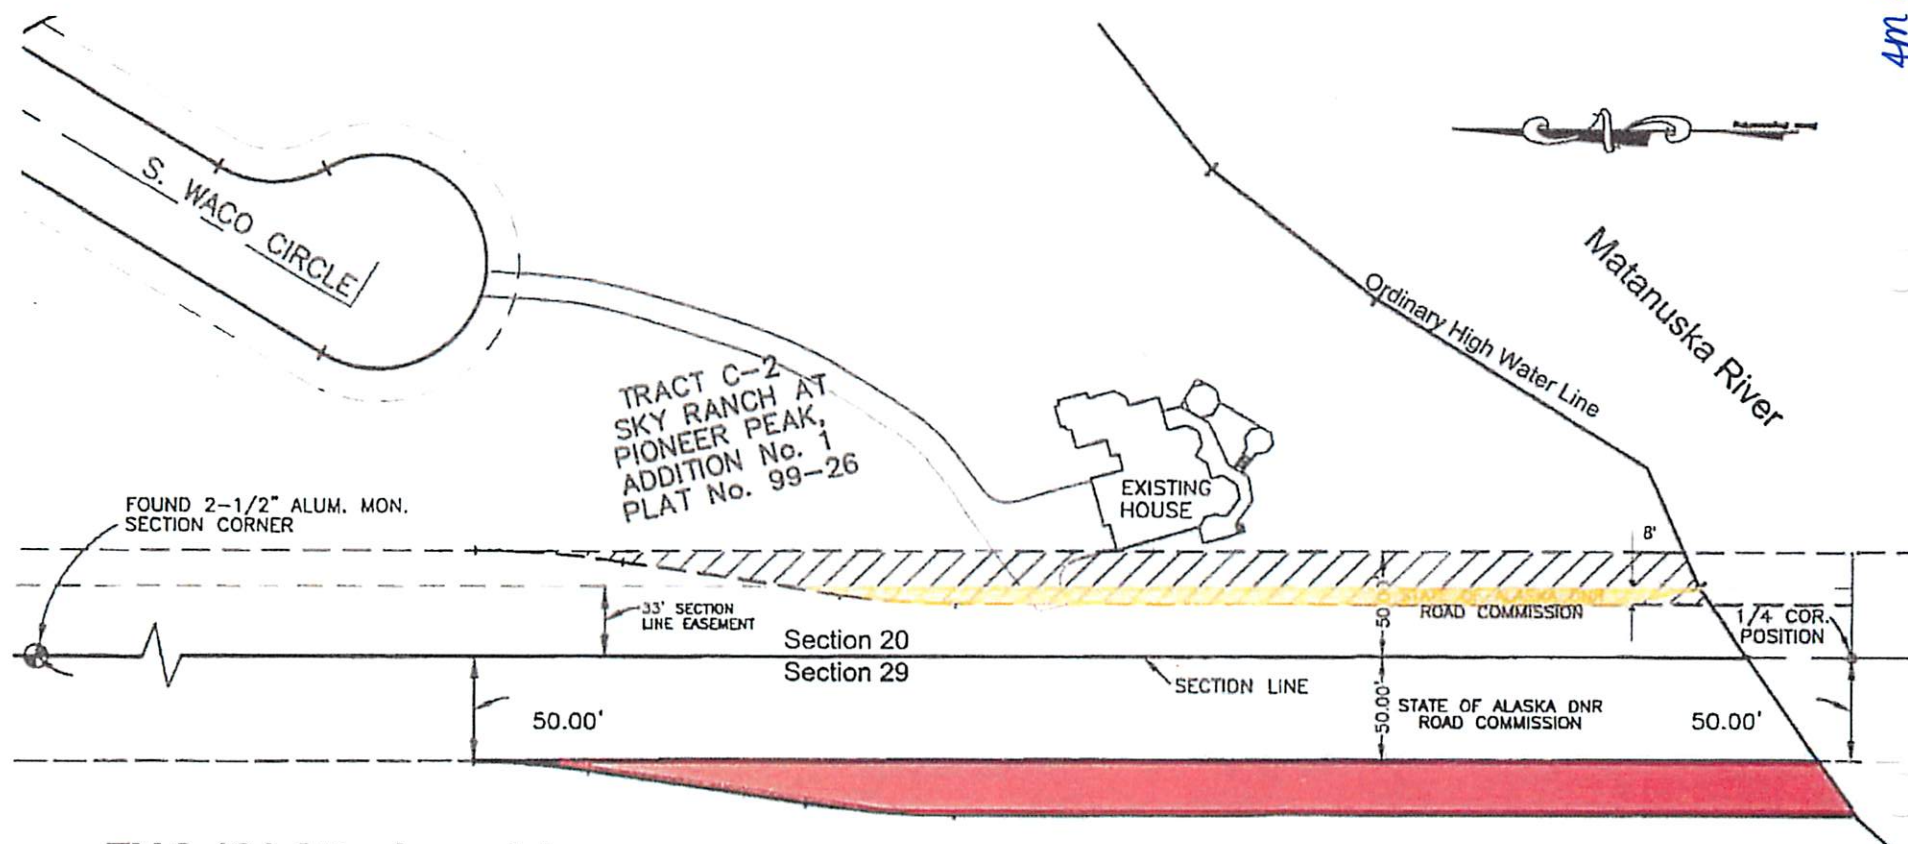 4m
S. WACO CIRCLE
Matanuska River
Ordinary High Water Line
TRACT C-2
SKY RANCH AT
PIONEER PEAK,
ADDITION No. 1
PLAT No. 99-26
EXISTING
HOUSE
FOUND 2-1/2" ALUM. MON.
SECTION CORNER
8'
33' SECTION
LINE EASEMENT
50.00'
STATE OF ALASKA DNR
ROAD COMMISSION
1/4 COR.
POSITION
Section 20
Section 29
SECTION LINE
50.00'
50.00'
STATE OF ALASKA DNR
ROAD COMMISSION
50.00'